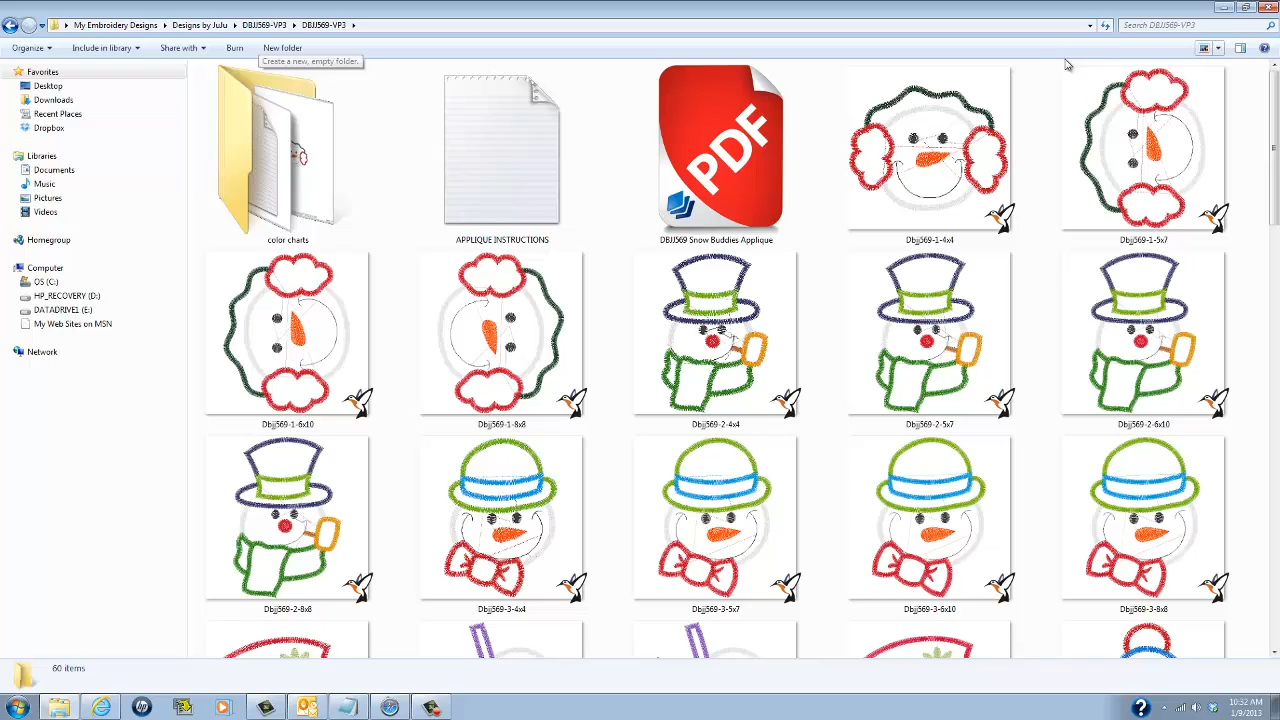 My Embroidery Designs Designs by JuJu DBJJ569-VP3 DBJJ569-VP3
Search DBJJ569-VP3
Organize Include in library Share with Burn New folder
Create a new, empty folder.
Favorites
Desktop
Downloads
Recent Places
Dropbox
Libraries
Documents
Music
Pictures
Videos
Homegroup
Computer
OS (C:)
HP_RECOVERY (D:)
DATADRIVE1 (E:)
My Web Sites on MSN
Network
PDF
color charts
APPLIQUE INSTRUCTIONS
DBJJ569 Snow Buddies Applique
Dbjj569-1-4x4
Dbjj569-1-5x7
Dbjj569-1-6x10
Dbjj569-1-8x8
Dbjj569-2-4x4
Dbjj569-2-5x7
Dbjj569-2-6x10
Dbjj569-2-8x8
Dbjj569-3-4x4
Dbjj569-3-5x7
Dbjj569-3-6x10
Dbjj569-3-8x8
60 items
10:32 AM
1/9/2013